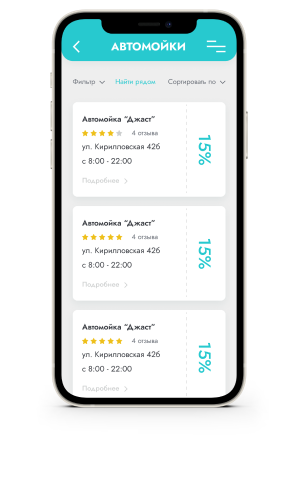 АВТОМОЙКИ
Фильтр Найти рядом Сортировать по
Автомойка “Джаст”
4 отзыва
ул. Кирилловская 42б
с 8:00 - 22:00
Подробнее
15%
Автомойка “Джаст”
4 отзыва
ул. Кирилловская 42б
с 8:00 - 22:00
Подробнее
15%
Автомойка “Джаст”
4 отзыва
ул. Кирилловская 42б
с 8:00 - 22:00
Подробнее
15%